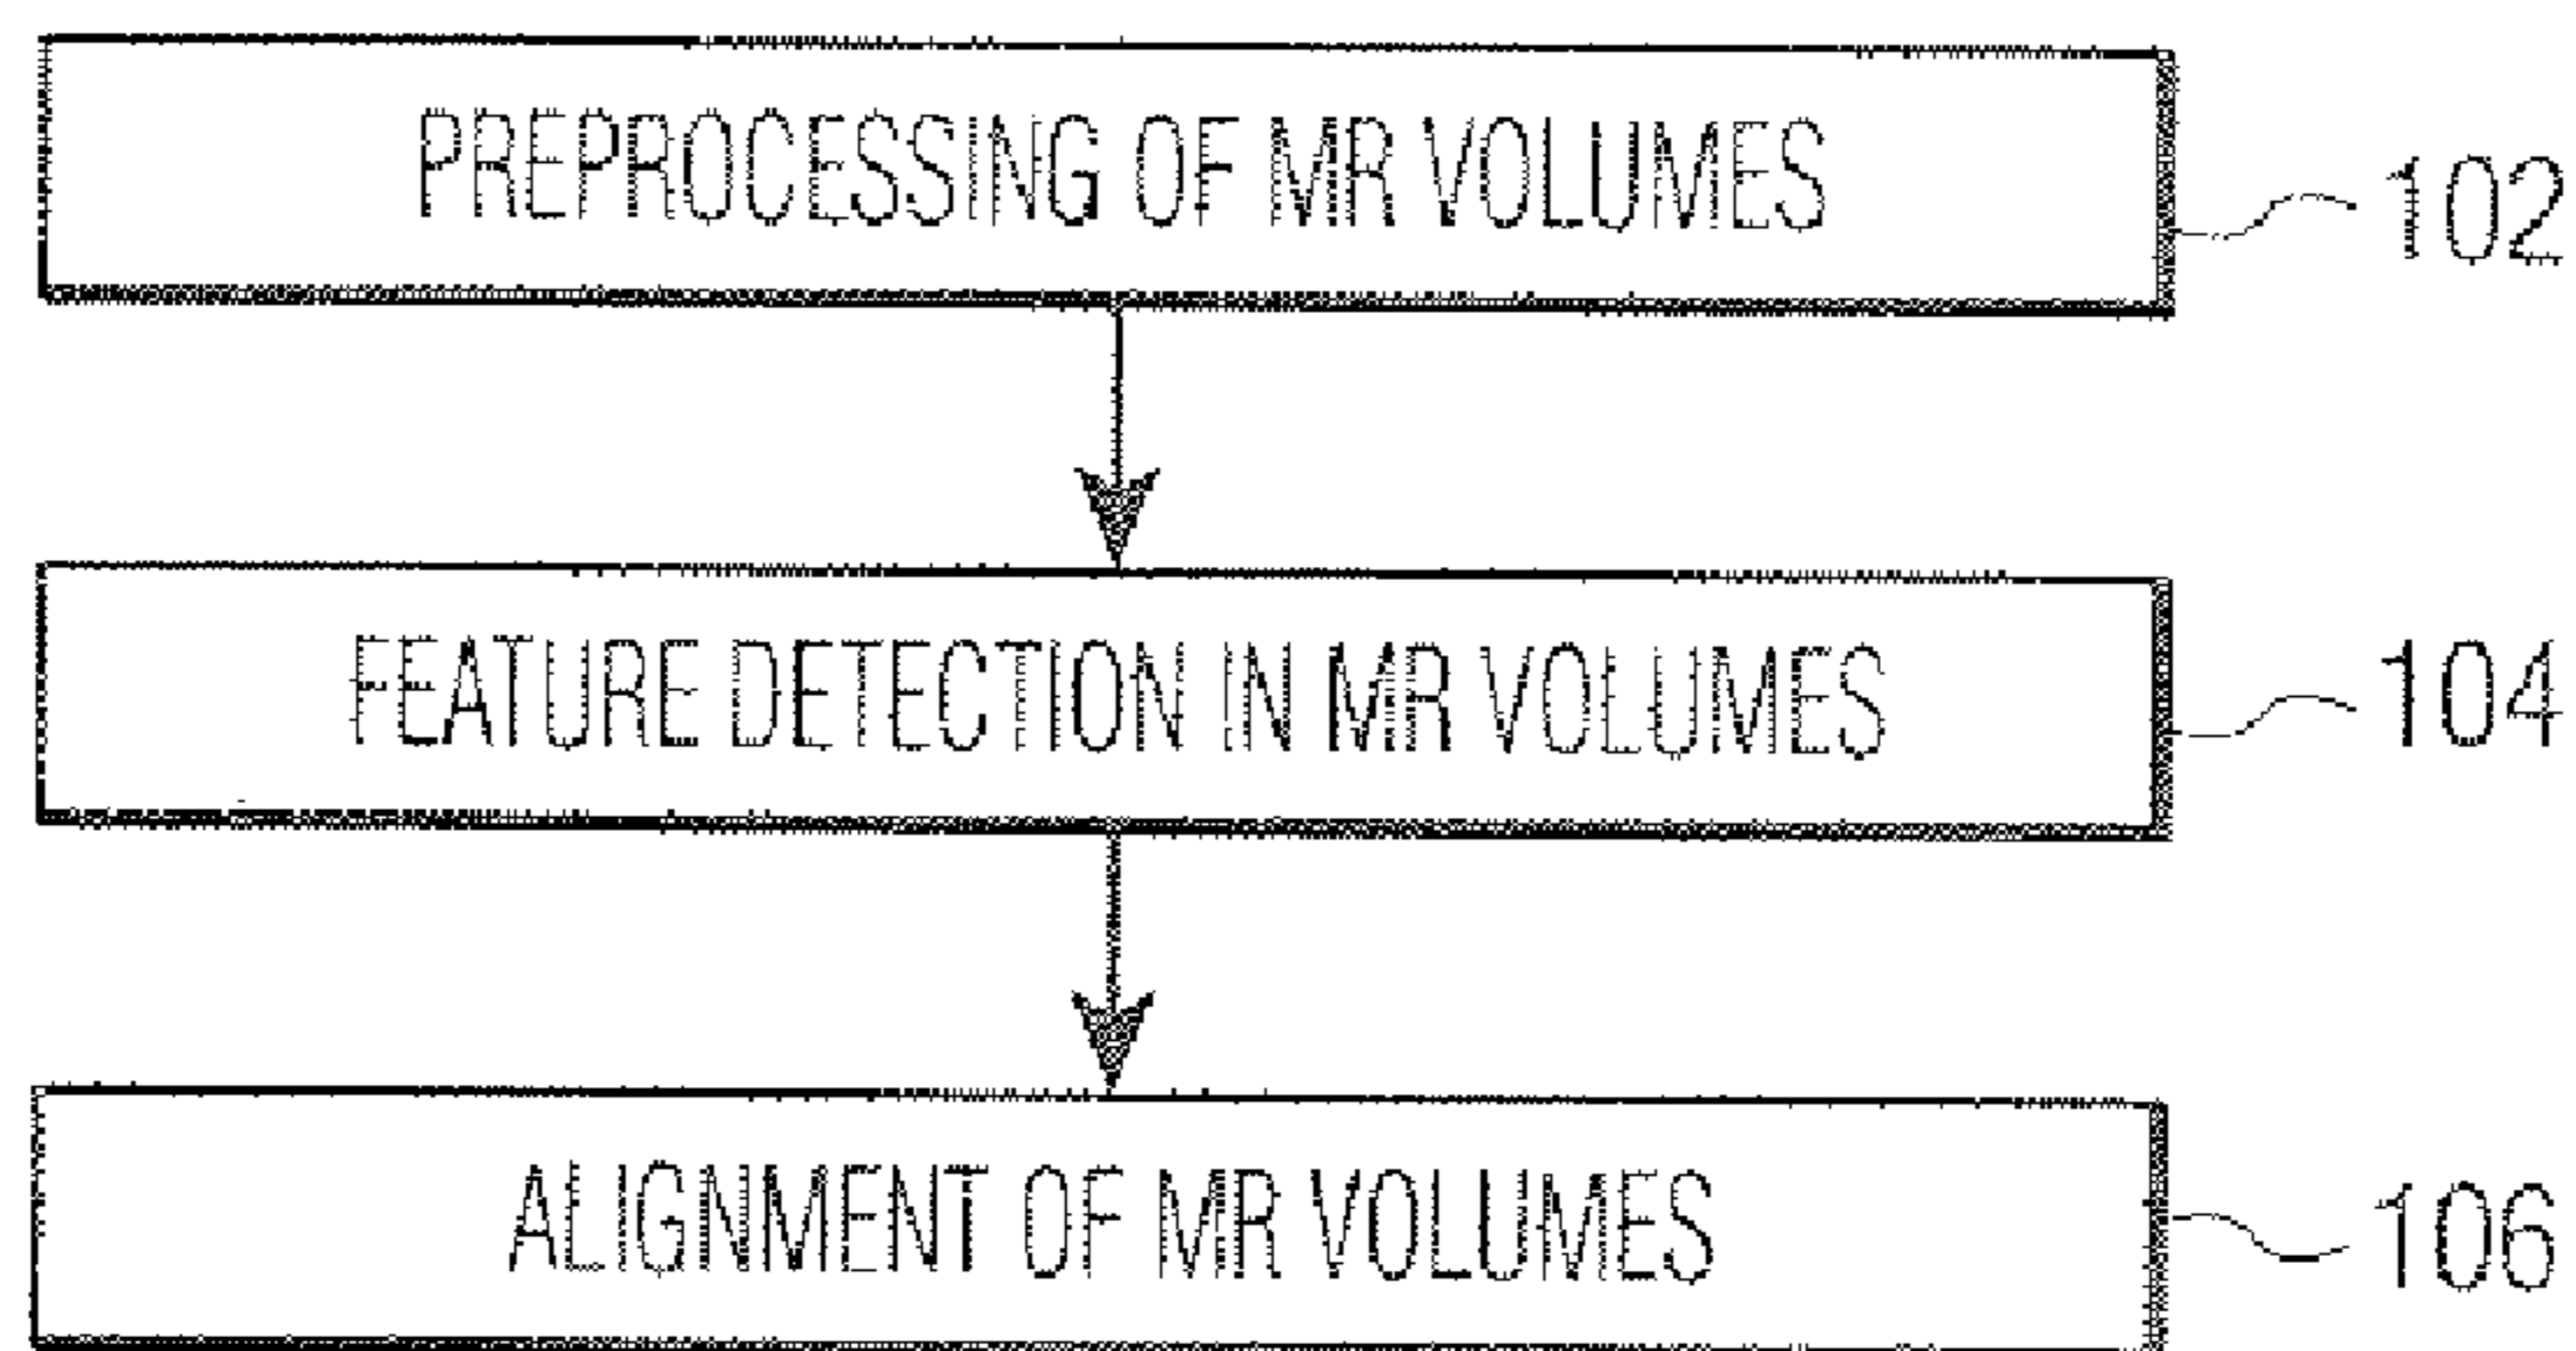 PREPROCESSING OF MR VOLUMES
102
FEATURE DETECTION IN MR VOLUMES
104
ALIGNMENT OF MR VOLUMES
106